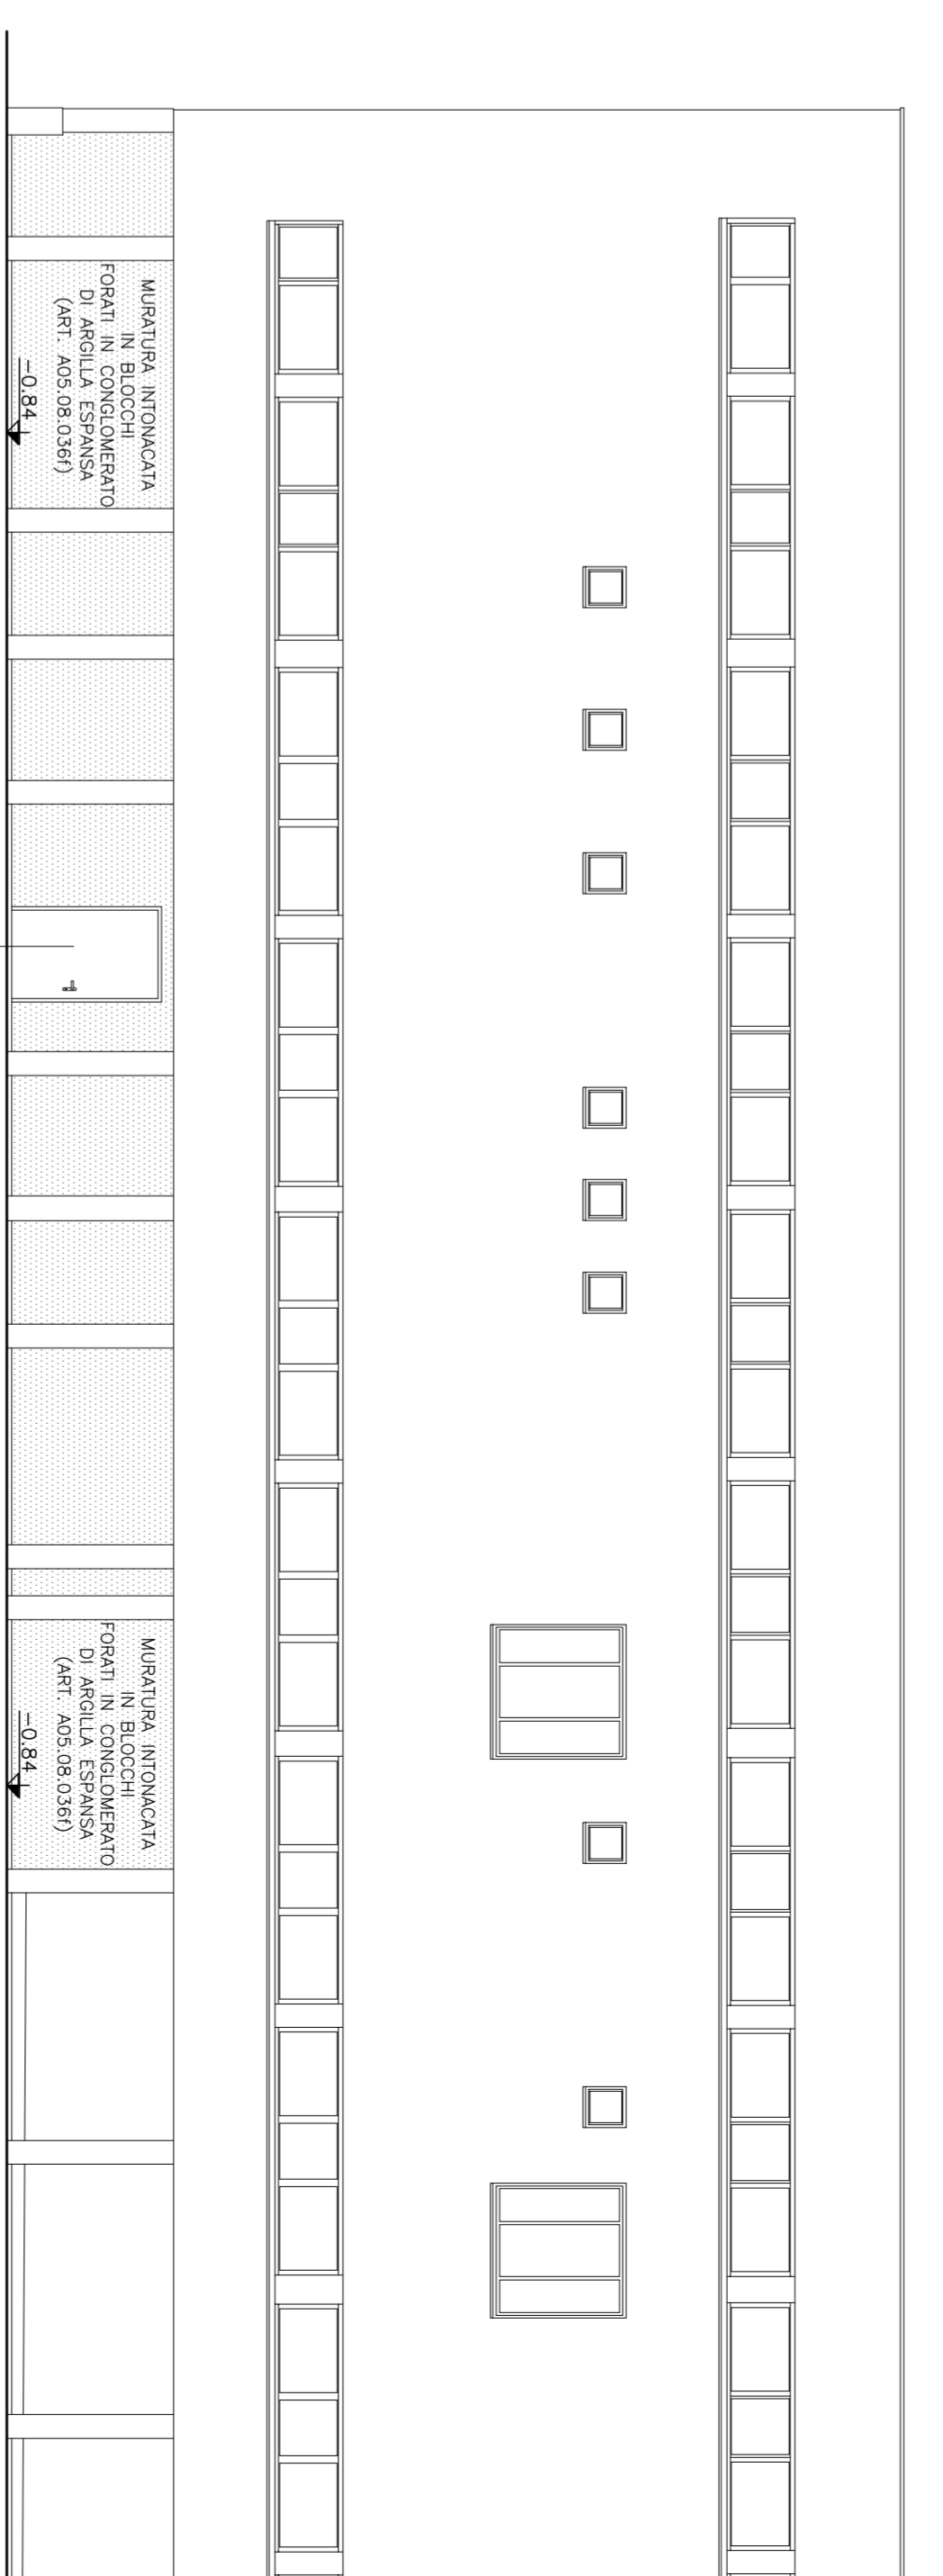 MURATURA INTONACATA
IN BLOCCHI
FORATI IN CONGLOMERATO
DI ARGILLA ESPANSA
(ART. A05.08.036f)
-0.84
MURATURA INTONACATA
IN BLOCCHI
FORATI IN CONGLOMERATO
DI ARGILLA ESPANSA
(ART. A05.08.036f)
-0.84